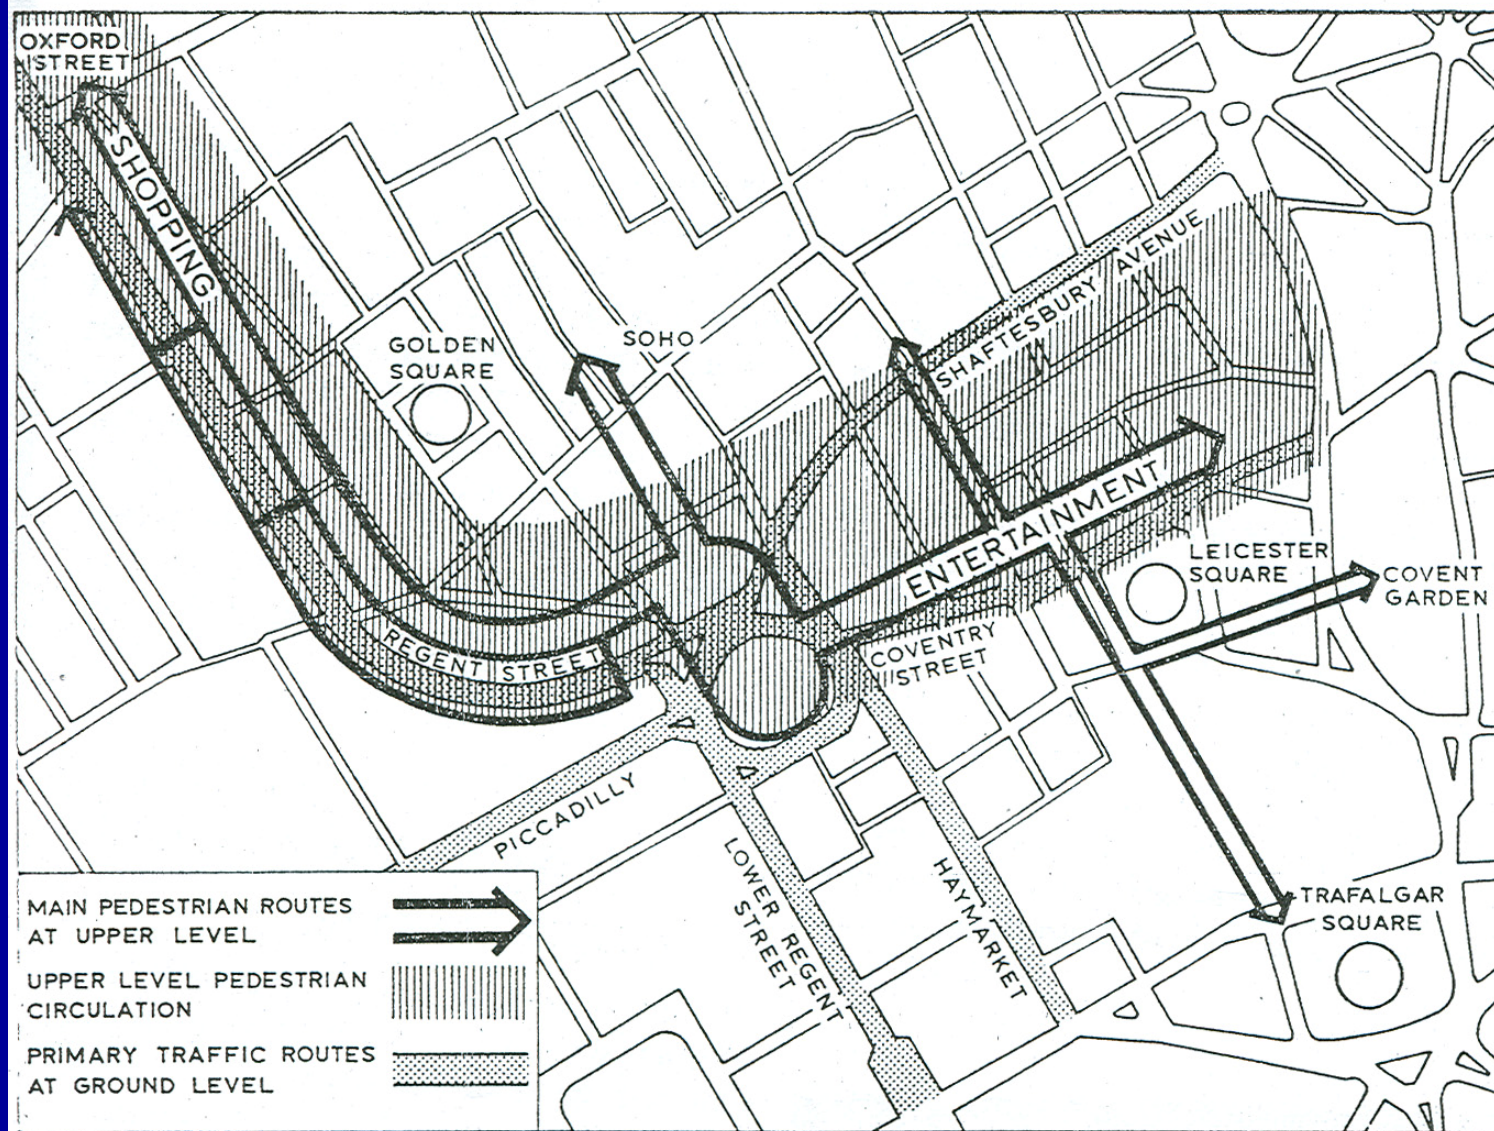 OXFORD
STREET
SHOPPING
GOLDEN
SQUARE
SOHO
SHAFTESBURY AVENUE
ENTERTAINMENT
LEICESTER
SQUARE
COVENT
GARDEN
REGENT STREET
COVENTRY
STREET
PICCADILLY
LOWER REGENT
STREET
HAYMARKET
TRAFALGAR
SQUARE
MAIN PEDESTRIAN ROUTES
AT UPPER LEVEL
UPPER LEVEL PEDESTRIAN
CIRCULATION
PRIMARY TRAFFIC ROUTES
AT GROUND LEVEL